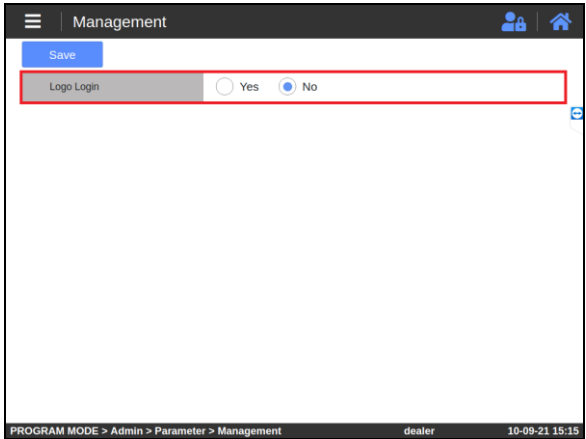 Management
Save
Logo Login Yes No
PROGRAM MODE > Admin > Parameter > Management dealer 10-09-21 15:15